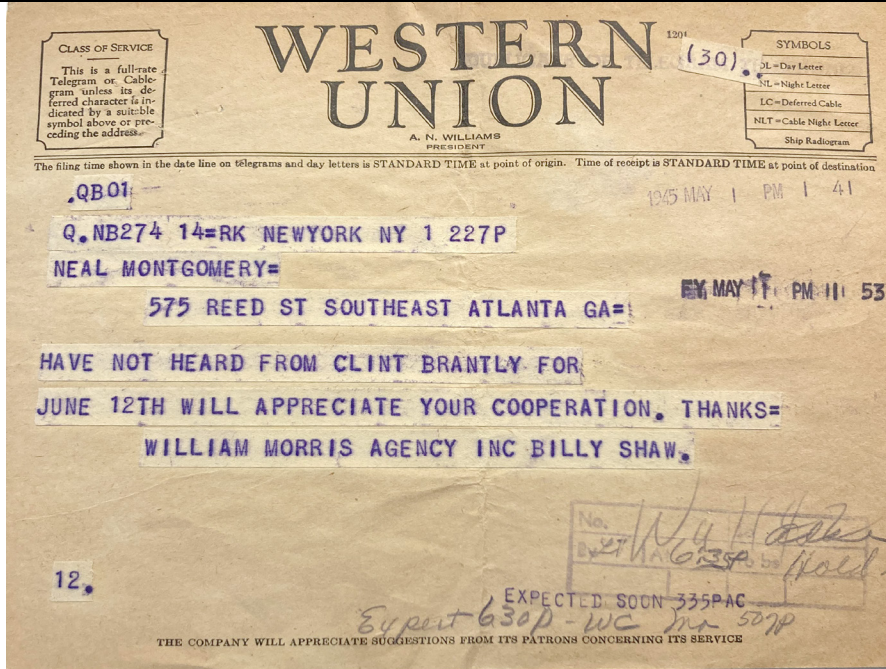 CLASS OF SERVICE
This is a full-rate
Telegram or Cable-
gram unless its de-
ferred character is in-
dicated by a suitable
symbol above or pre-
ceding the address.
WESTERN
UNION
A. N. WILLIAMS
PRESIDENT
1201
(30)..
SYMBOLS
DL=Day Letter
NL=Night Letter
LC=Deferred Cable
NLT=Cable Night Letter
Ship Radiogram
The filing time shown in the date line on telegrams and day letters is STANDARD TIME at point of origin. Time of receipt is STANDARD TIME at point of destination
.QB01
1945 MAY 1 PM 1 41
Q.NB274 14=RK NEWYORK NY 1 227P
NEAL MONTGOMERY=
MAY PM 53
575 REED ST SOUTHEAST ATLANTA GA=
HAVE NOT HEARD FROM CLINT BRANTLY FOR
JUNE 12TH WILL APPRECIATE YOUR COOPERATION. THANKS=
WILLIAM MORRIS AGENCY INC BILLY SHAW.
No.
By
635P
Hold
12.
EXPECTED SOON 335PAC
Expect 630P - WC
THE COMPANY WILL APPRECIATE SUGGESTIONS FROM ITS PATRONS CONCERNING ITS SERVICE